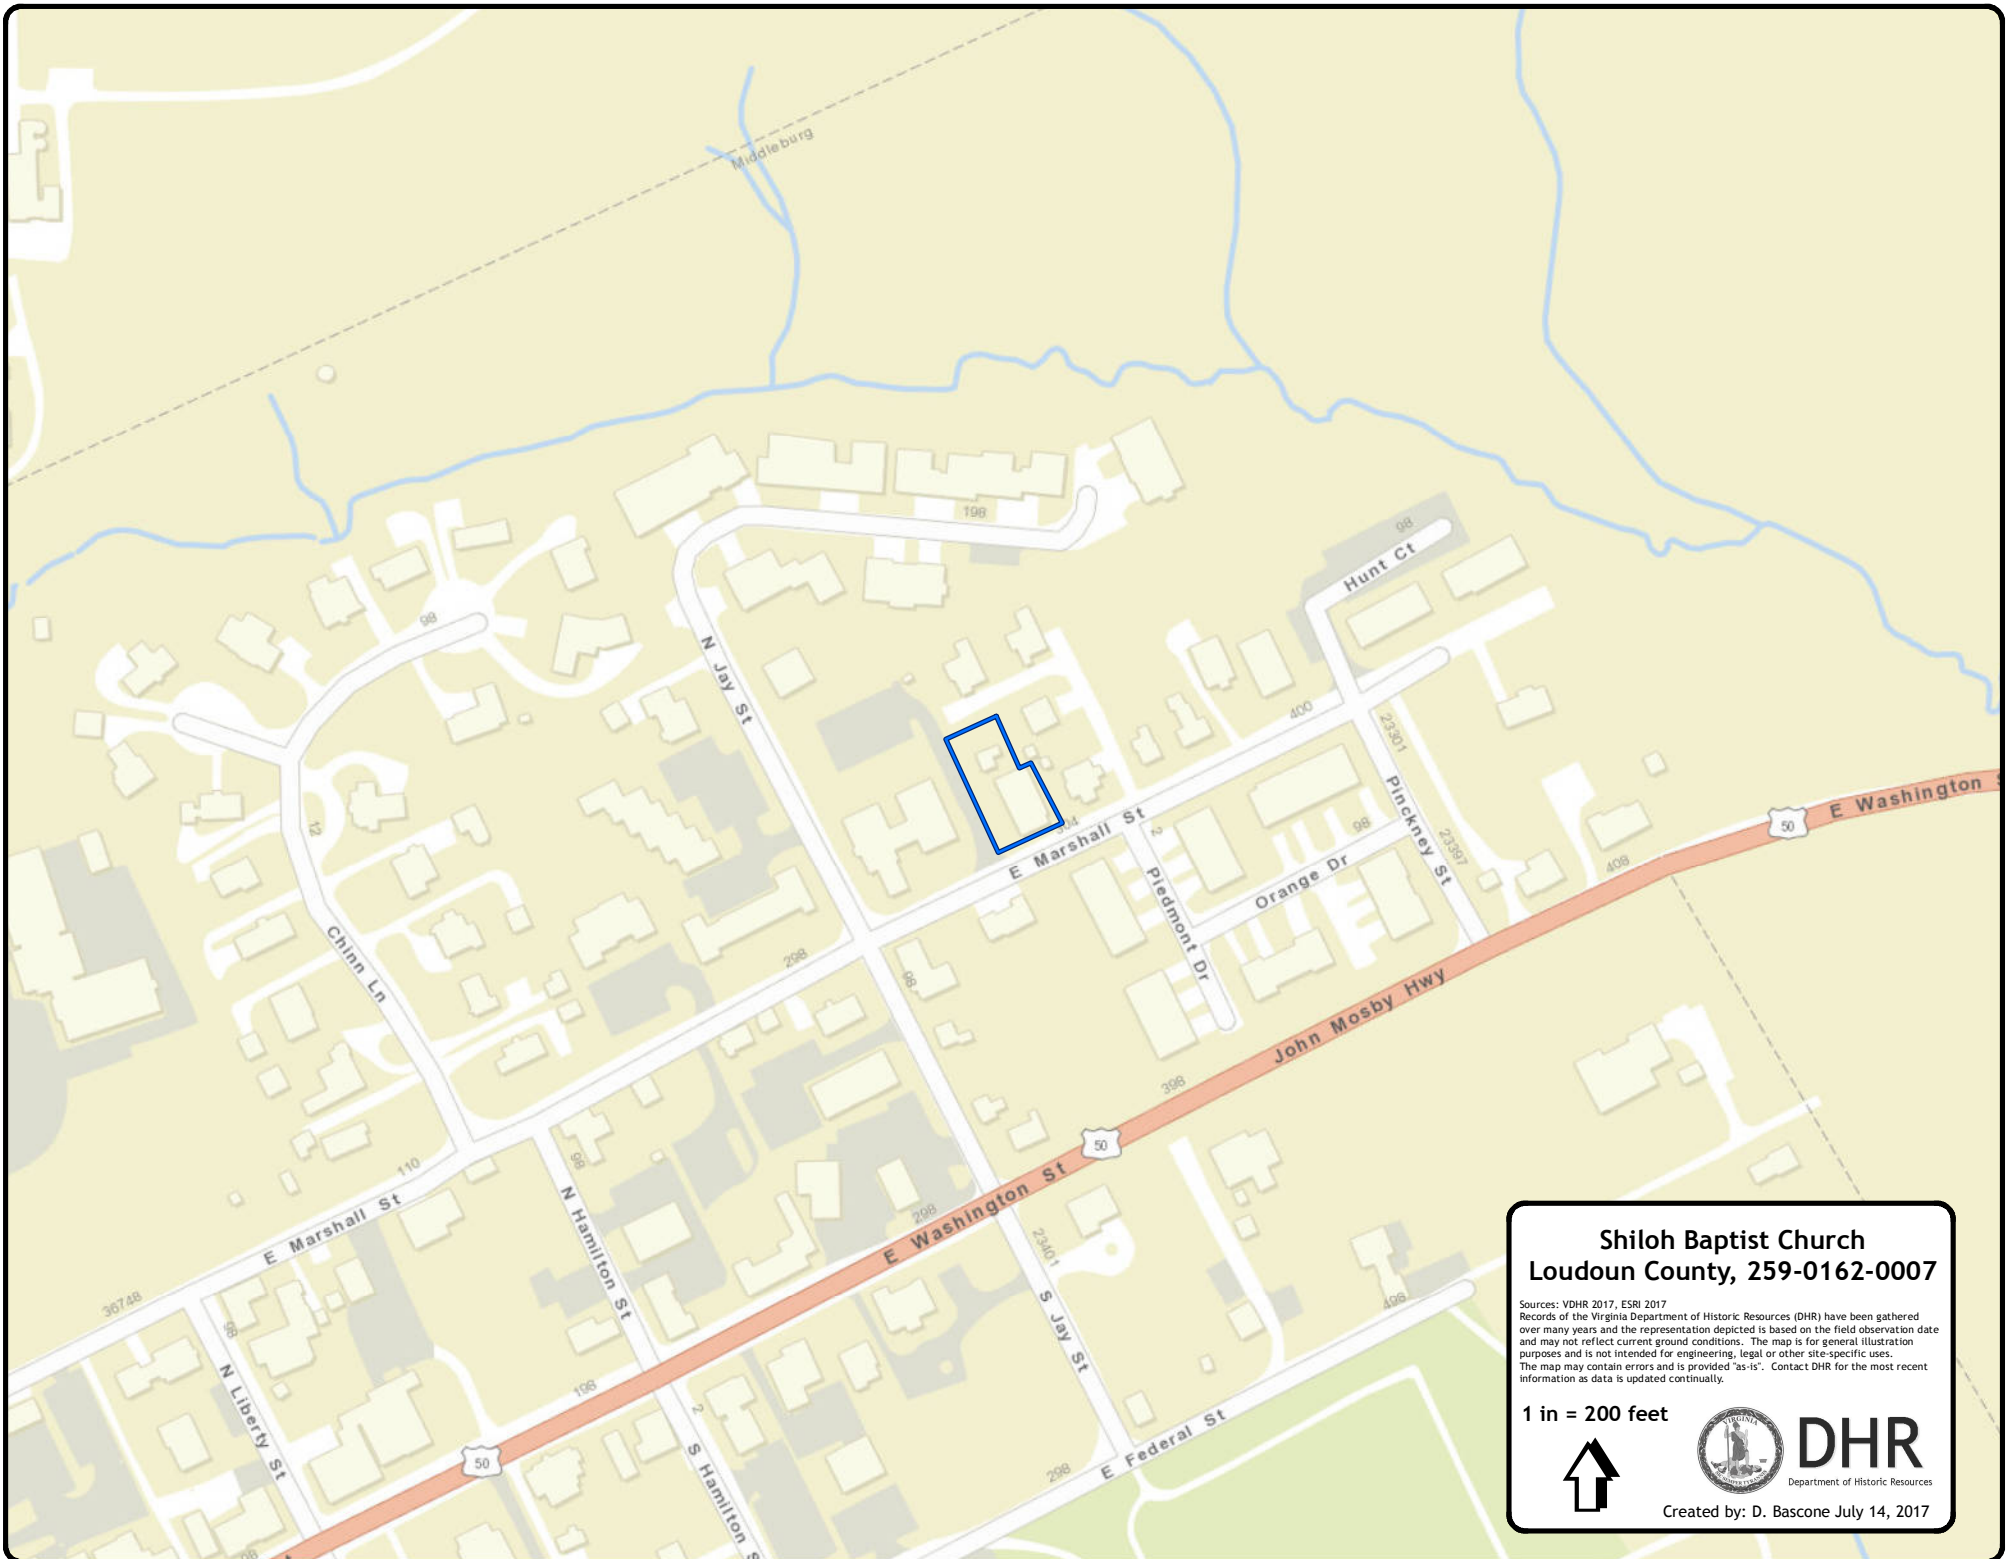 Middleburg
198
98
Hunt Ct
98
N Jay St
400
23301
12
Pinckney St
E Washington
50
304
E Marshall St
2
98
23397
Piedmont Dr
Orange Dr
408
Chinn Ln
298
98
John Mosby Hwy
398
50
110
98
E Marshall St
N Hamilton St
298
E Washington St
23401
36748
98
S Jay St
498
N Liberty St
198
2
50
S Hamilton S
298
E Federal St
98
Shiloh Baptist Church
Loudoun County, 259-0162-0007
Sources: VDHR 2017, ESRI 2017
Records of the Virginia Department of Historic Resources (DHR) have been gathered
over many years and the representation depicted is based on the field observation date
and may not reflect current ground conditions.  The map is for general illustration
purposes and is not intended for engineering, legal or other site-specific uses.
The map may contain errors and is provided "as-is".  Contact DHR for the most recent
information as data is updated continually.
1 in = 200 feet
VIRGINIA
SIC SEMPER TYRANNIS
DHR
Department of Historic Resources
Created by: D. Bascone July 14, 2017